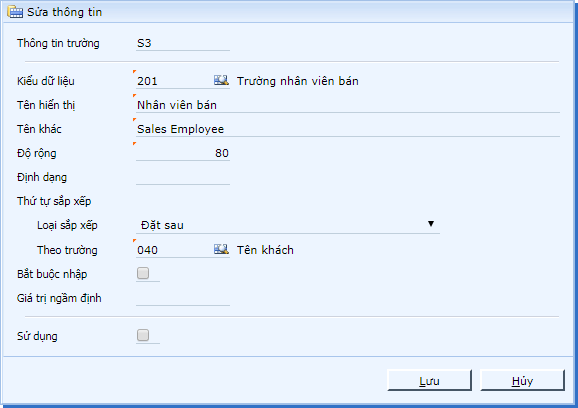 Sửa thông tin
Thông tin trường S3
Kiểu dữ liệu 201 Trường nhân viên bán
Tên hiển thị Nhân viên bán
Tên khác Sales Employee
Độ rộng 80
Định dạng
Thứ tự sắp xếp
Loại sắp xếp Đặt sau
Theo trường 040 Tên khách
Bắt buộc nhập
Giá trị ngầm định
Sử dụng
Lưu Hủy